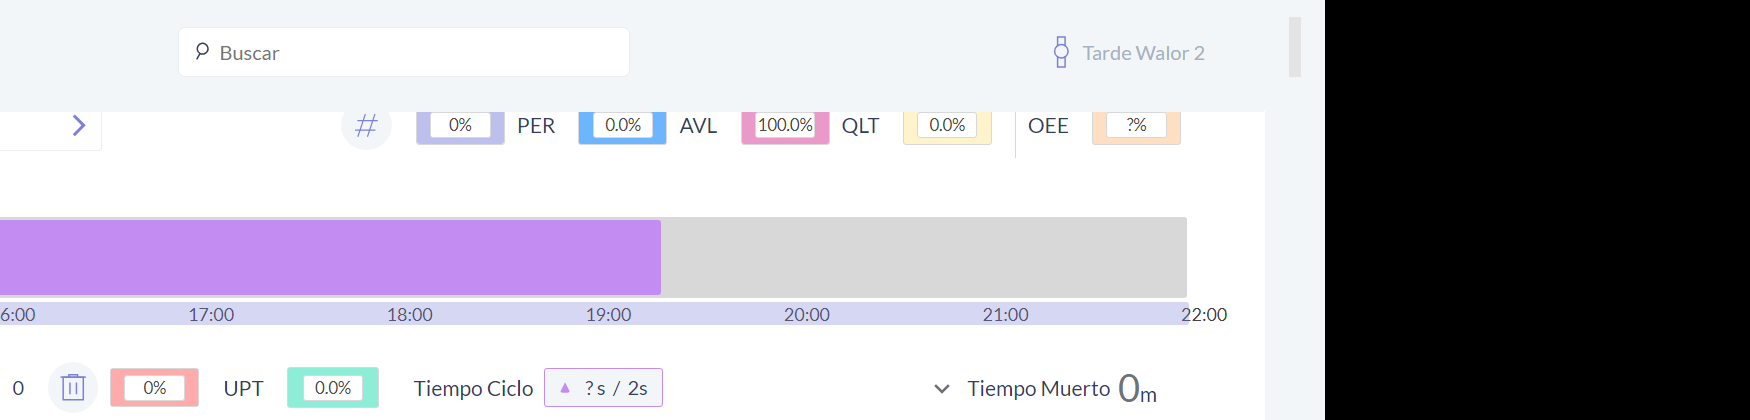 Buscar
Tarde Walor 2
0% PER 0.0% AVL 100.0% QLT 0.0% OEE ?%
6:00 17:00 18:00 19:00 20:00 21:00 22:00
0 0% UPT 0.0% Tiempo Ciclo ? s / 2s Tiempo Muerto 0m